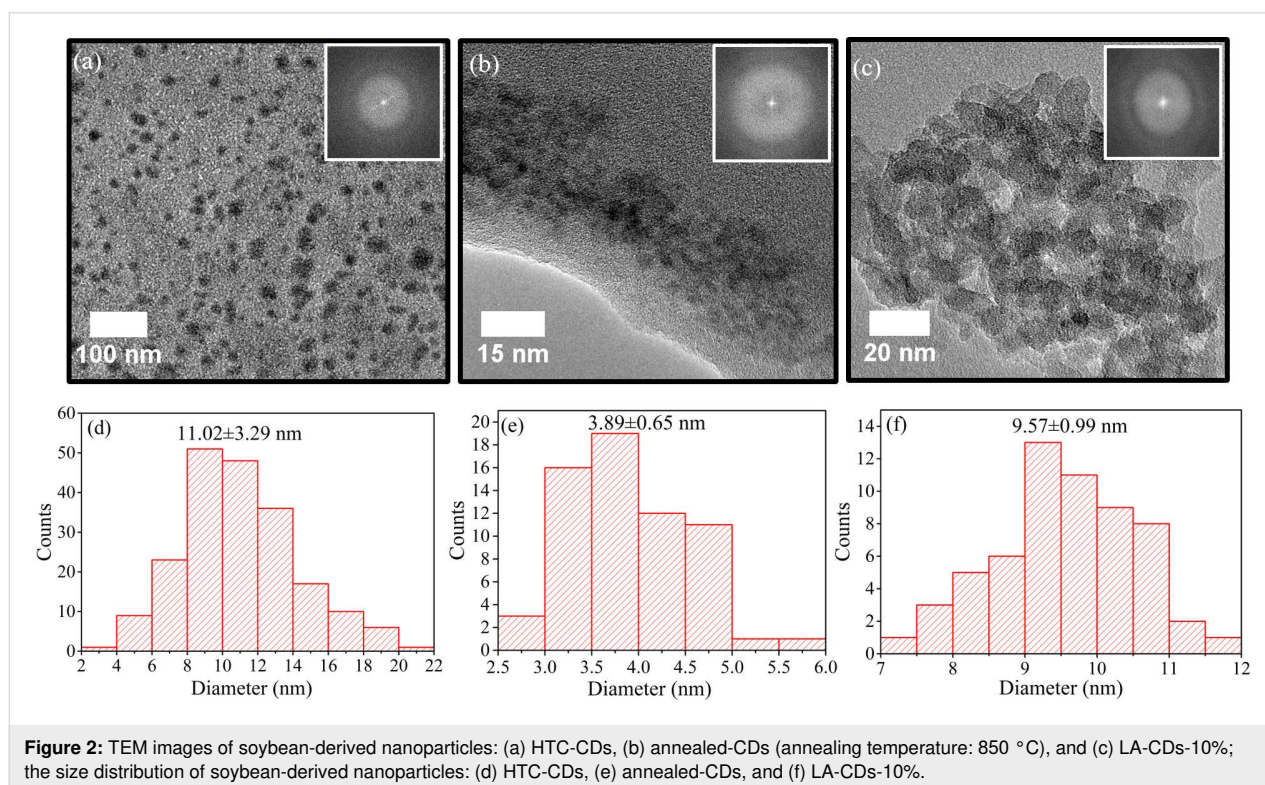 (a)
100 nm
(b)
15 nm
(c)
20 nm
(d)
11.02±3.29 nm
60
50
40
30
20
10
0
Counts
2 4 6 8 10 12 14 16 18 20 22
Diameter (nm)
(e)
3.89±0.65 nm
20
18
16
14
12
10
8
6
4
2
0
Counts
2.5 3.0 3.5 4.0 4.5 5.0 5.5 6.0
Diameter (nm)
(f)
9.57±0.99 nm
14
12
10
8
6
4
2
0
Counts
7 8 9 10 11 12
Diameter (nm)
Figure 2: TEM images of soybean-derived nanoparticles: (a) HTC-CDs, (b) annealed-CDs (annealing temperature: 850 °C), and (c) LA-CDs-10%;
the size distribution of soybean-derived nanoparticles: (d) HTC-CDs, (e) annealed-CDs, and (f) LA-CDs-10%.